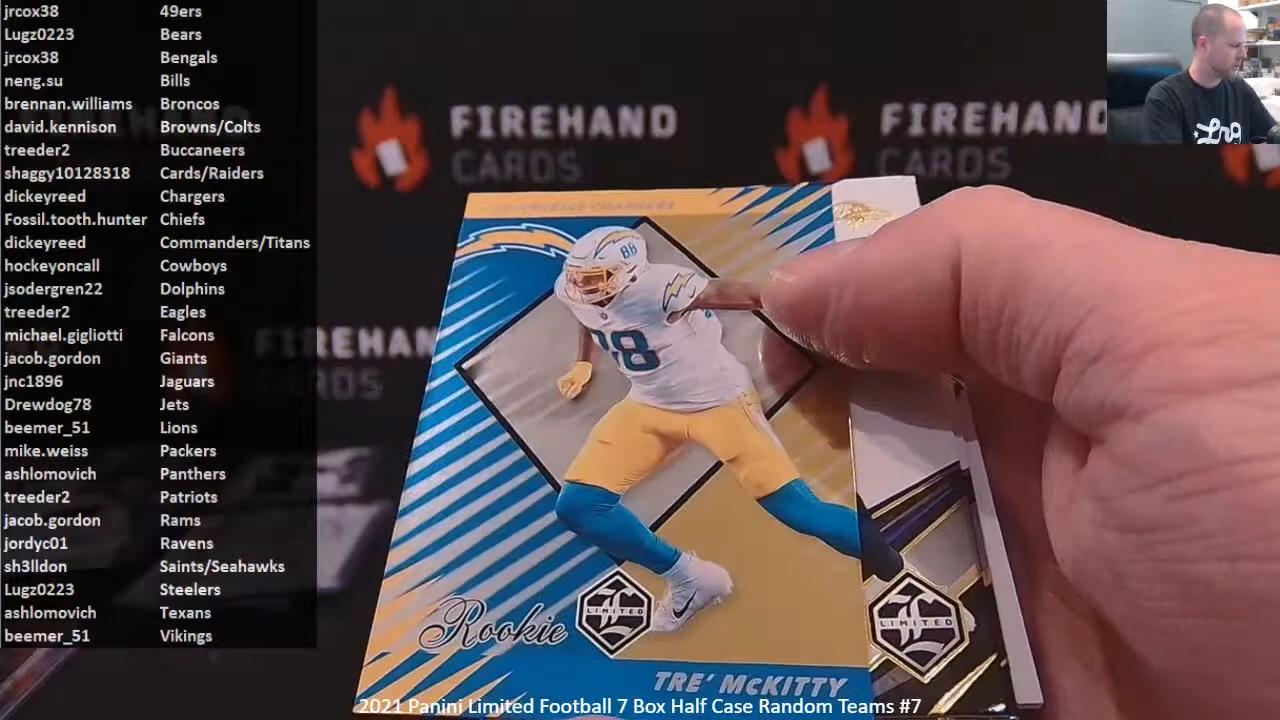 jrcox38 49ers
Lugz0223 Bears
jrcox38 Bengals
neng.su Bills
brennan.williams Broncos
david.kennison Browns/Colts
treeder2 Buccaneers
shaggy10128318 Cards/Raiders
dickeyreed Chargers
Fossil.tooth.hunter Chiefs
dickeyreed Commanders/Titans
hockeyoncall Cowboys
jsodergren22 Dolphins
treeder2 Eagles
michael.gigliotti Falcons
jacob.gordon Giants
jnc1896 Jaguars
Drewdog78 Jets
beemer_51 Lions
mike.weiss Packers
ashlomovich Panthers
treeder2 Patriots
jacob.gordon Rams
jordyc01 Ravens
sh3lldon Saints/Seahawks
Lugz0223 Steelers
ashlomovich Texans
beemer_51 Vikings
FIREHAND
CARDS
FIREHAND
CARDS
88
88
Rookie
LIMITED
LIMITED
TRE' McKITTY
2021 Panini Limited Football 7 Box Half Case Random Teams #7